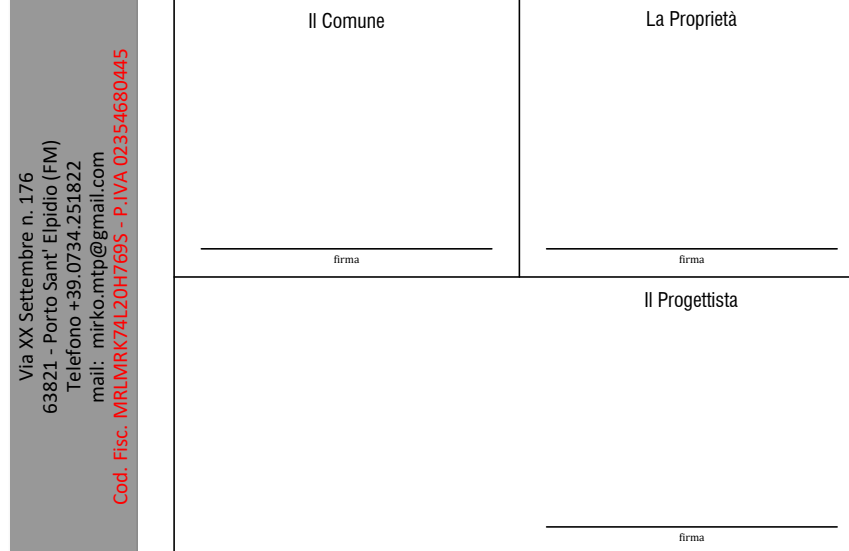 Via XX Settembre n. 176
63821 - Porto Sant' Elpidio (FM)
Telefono +39.0734.251822
mail: mirko.mtp@gmail.com
Cod. Fisc. MRLMRK74L20H769S - P.IVA 02354680445
Il Comune
La Proprietà
firma
firma
Il Progettista
firma